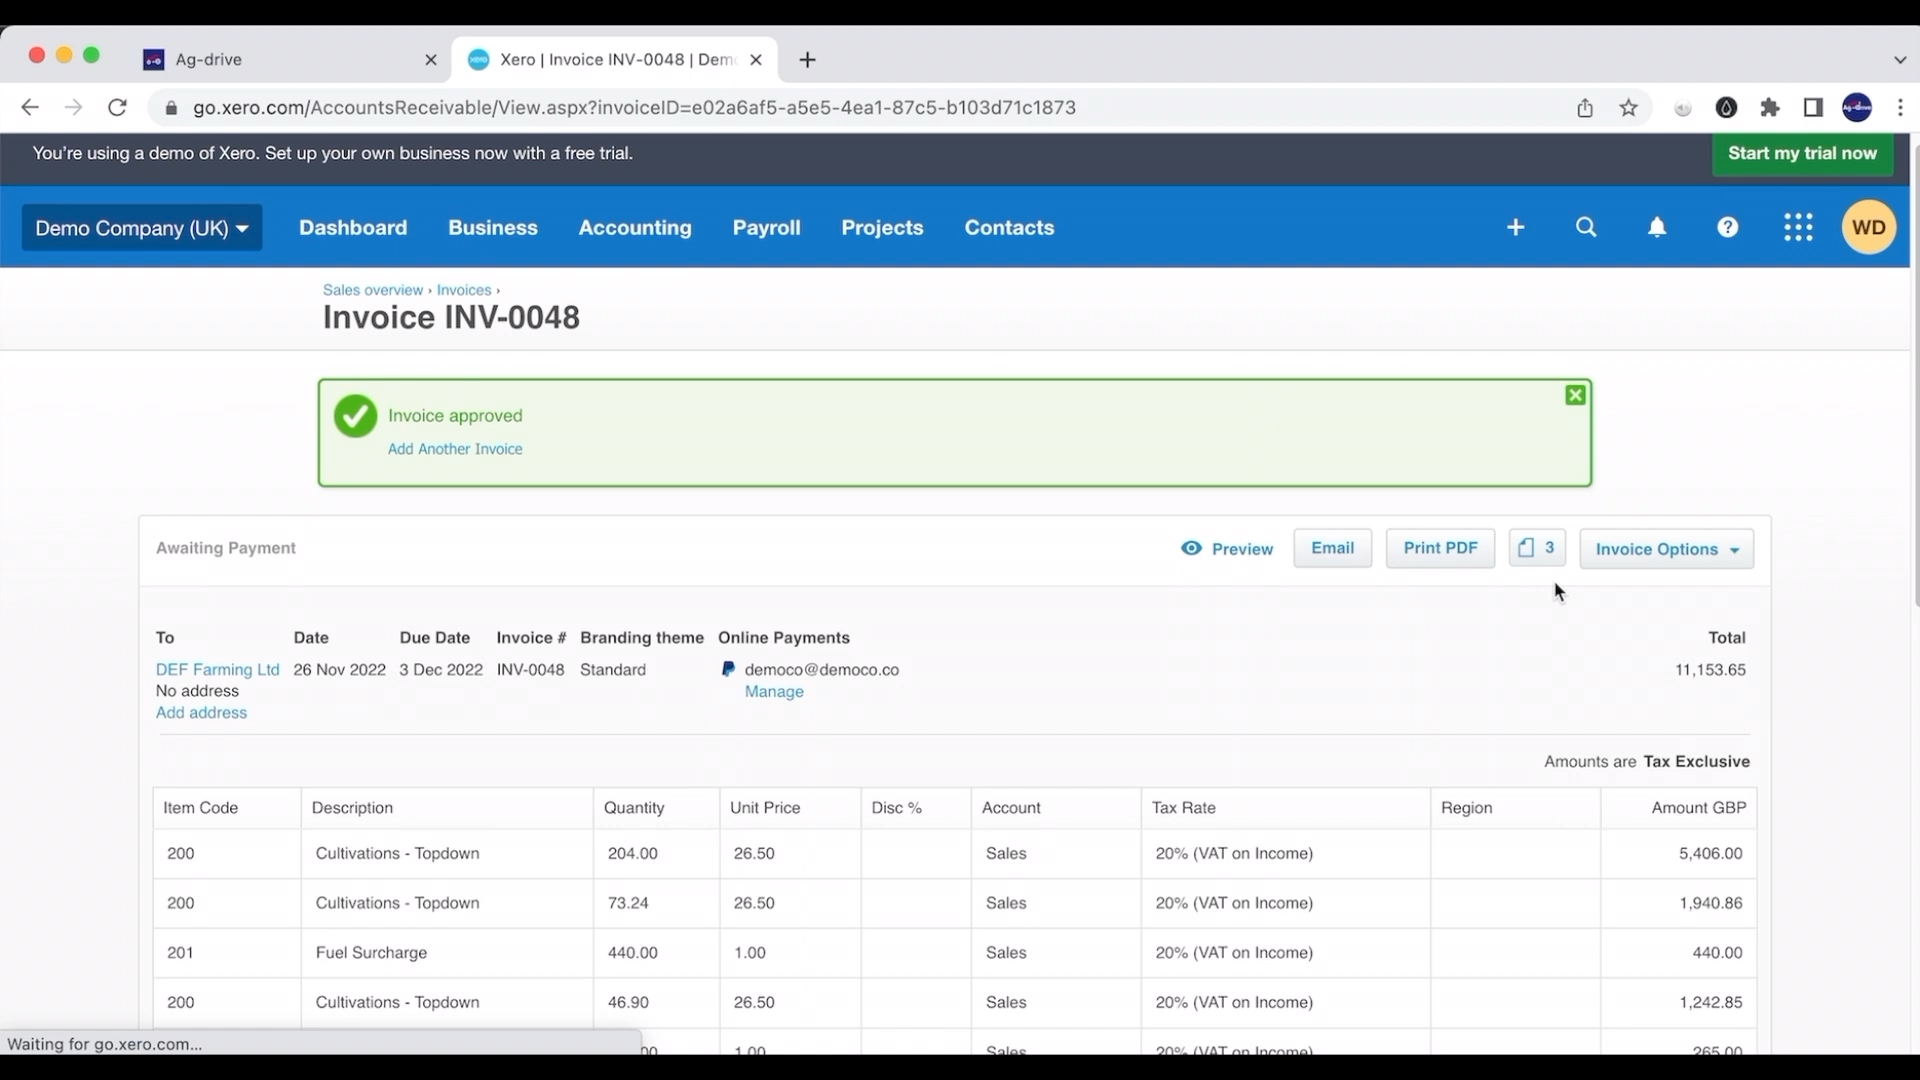 Ag-drive
Xero | Invoice INV-0048 | Dem
go.xero.com/AccountsReceivable/View.aspx?invoiceID=e02a6af5-a5e5-4ea1-87c5-b103d71c1873
You're using a demo of Xero. Set up your own business now with a free trial.
Start my trial now
Demo Company (UK) Dashboard Business Accounting Payroll Projects Contacts WD
Sales overview › Invoices ›
Invoice INV-0048
Invoice approved
Add Another Invoice
Awaiting Payment Preview Email Print PDF 3 Invoice Options
To Date Due Date Invoice # Branding theme Online Payments Total
DEF Farming Ltd 26 Nov 2022 3 Dec 2022 INV-0048 Standard democo@democo.co 11,153.65
No address Manage
Add address
Amounts are Tax Exclusive
Item Code Description Quantity Unit Price Disc % Account Tax Rate Region Amount GBP
200 Cultivations - Topdown 204.00 26.50 Sales 20% (VAT on Income) 5,406.00
200 Cultivations - Topdown 73.24 26.50 Sales 20% (VAT on Income) 1,940.86
201 Fuel Surcharge 440.00 1.00 Sales 20% (VAT on Income) 440.00
200 Cultivations - Topdown 46.90 26.50 Sales 20% (VAT on Income) 1,242.85
1.00 Sales 20% (VAT on Income) 265.00
Waiting for go.xero.com...